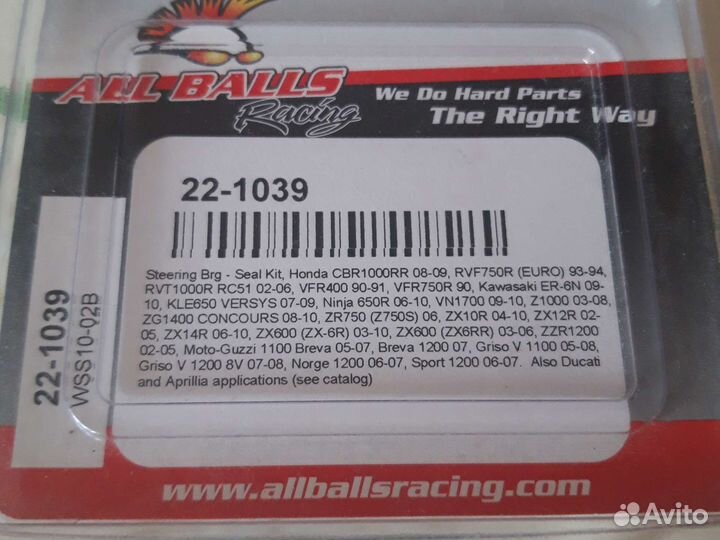 ALL BALLS
Racing
We Do Hard Parts
The Right Way
22-1039
Steering Brg - Seal Kit, Honda CBR1000RR 08-09, RVF750R (EURO) 93-94,
RVT1000R RC51 02-06, VFR400 90-91, VFR750R 90, Kawasaki ER-6N 09-
10, KLE650 VERSYS 07-09, Ninja 650R 06-10, VN1700 09-10, Z1000 03-08,
ZG1400 CONCOURS 08-10, ZR750 (Z750S) 06, ZX10R 04-10, ZX12R 02-
05, ZX14R 06-10, ZX600 (ZX-6R) 03-10, ZX600 (ZX6RR) 03-06, ZZR1200
02-05, Moto-Guzzi 1100 Breva 05-07, Breva 1200 07, Griso V 1100 05-08,
Griso V 1200 8V 07-08, Norge 1200 06-07, Sport 1200 06-07. Also Ducati
and Aprillia applications (see catalog)
22-1039
WSS10-02B
www.allballsracing.com
Avito